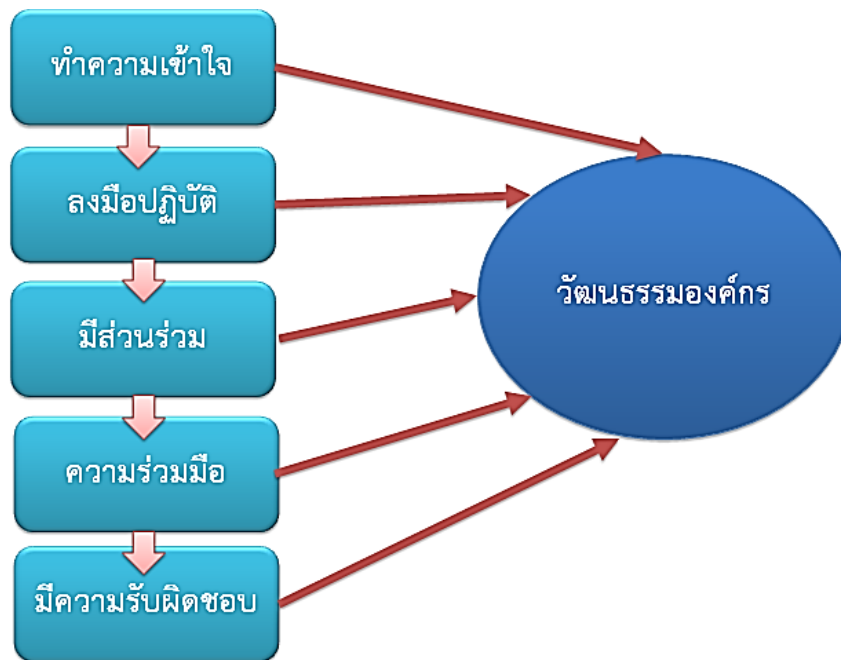 ทำความเข้าใจ
ลงมือปฏิบัติ
มีส่วนร่วม
ความร่วมมือ
มีความรับผิดชอบ
วัฒนธรรมองค์กร